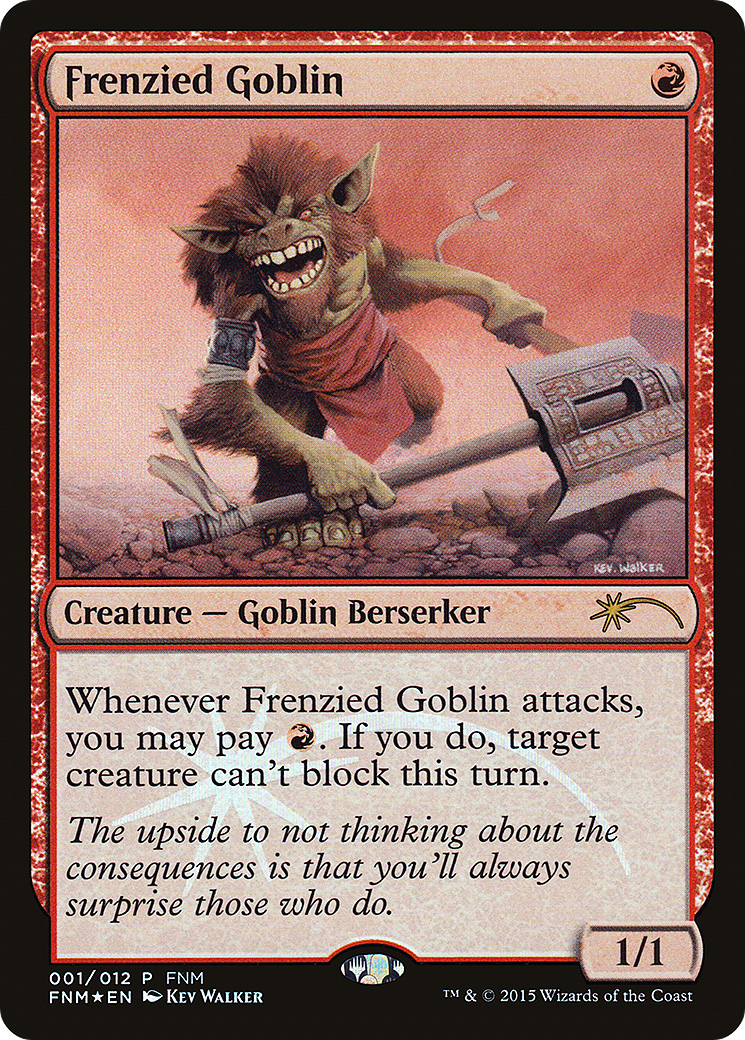 Frenzied Goblin
KEV. WALKER
Creature — Goblin Berserker
Whenever Frenzied Goblin attacks,
you may pay . If you do, target
creature can't block this turn.
The upside to not thinking about the
consequences is that you'll always
surprise those who do.
1/1
001/012 P FNM
FNM★EN Kev Walker
™ & © 2015 Wizards of the Coast